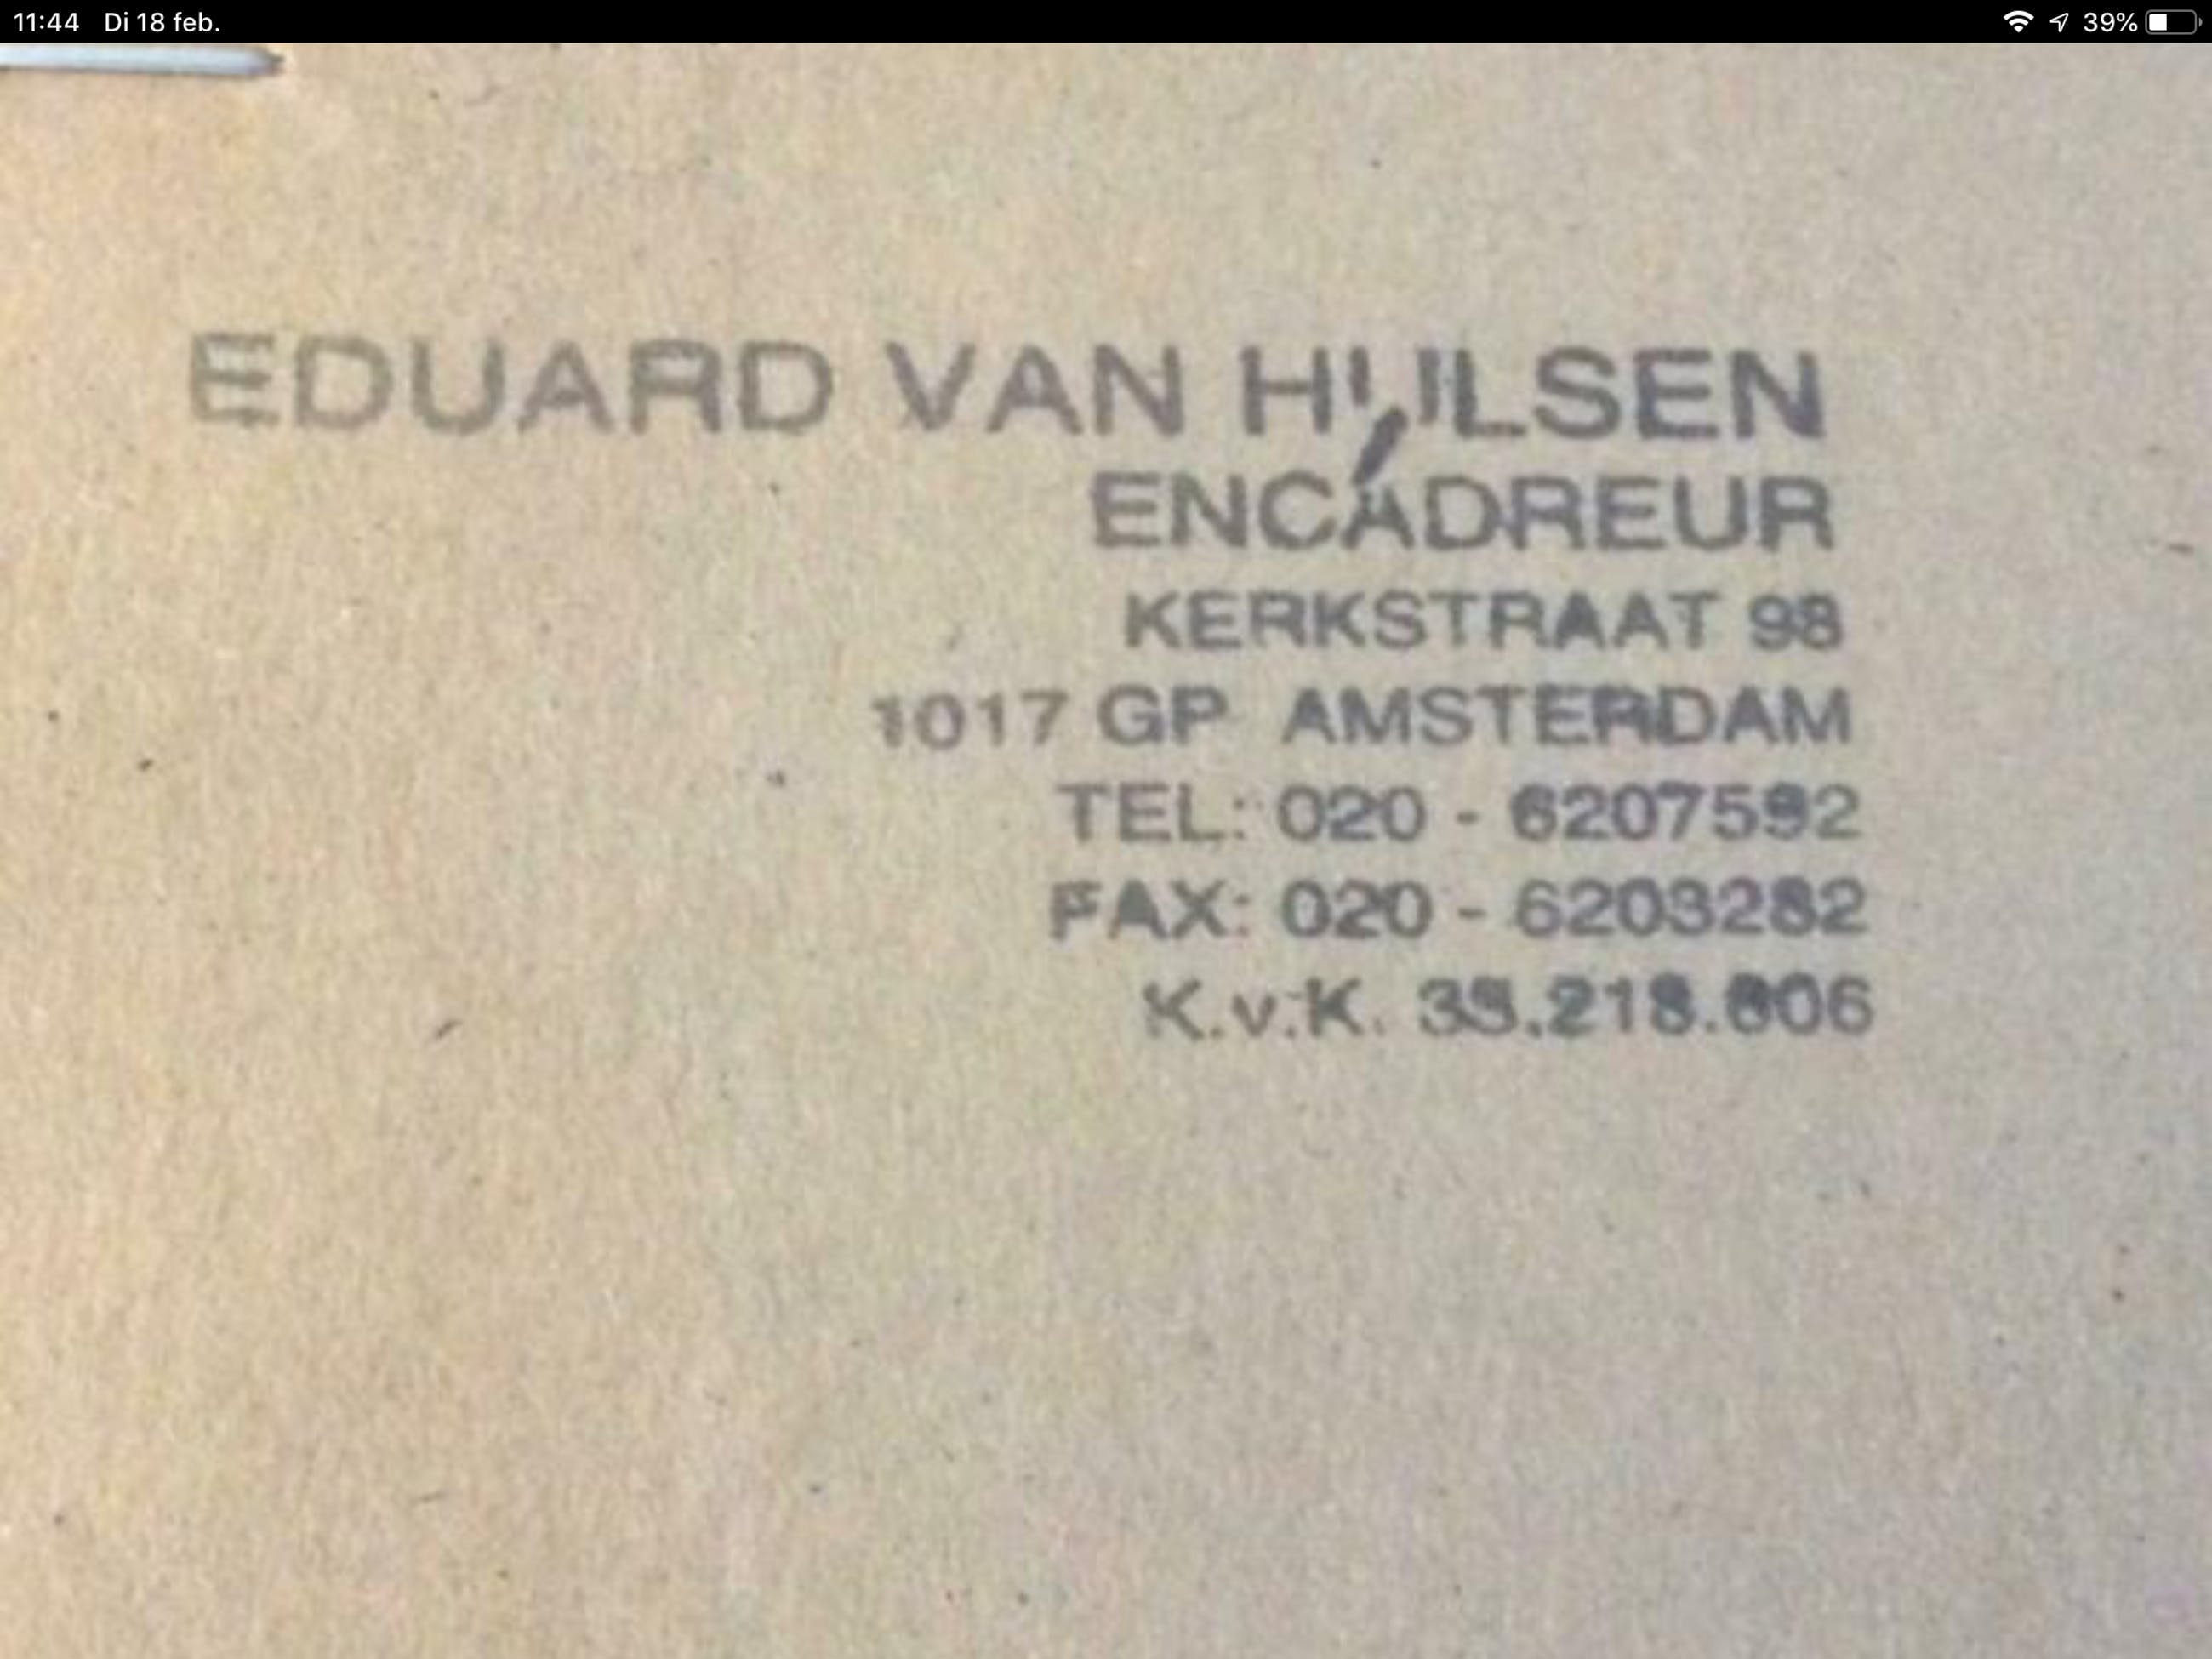 11:44 Di 18 feb.
39%
EDUARD VAN HULSEN
ENCADREUR
KERKSTRAAT 98
1017 GP AMSTERDAM
TEL: 020 - 6207592
FAX: 020 - 6203282
K.v.K.